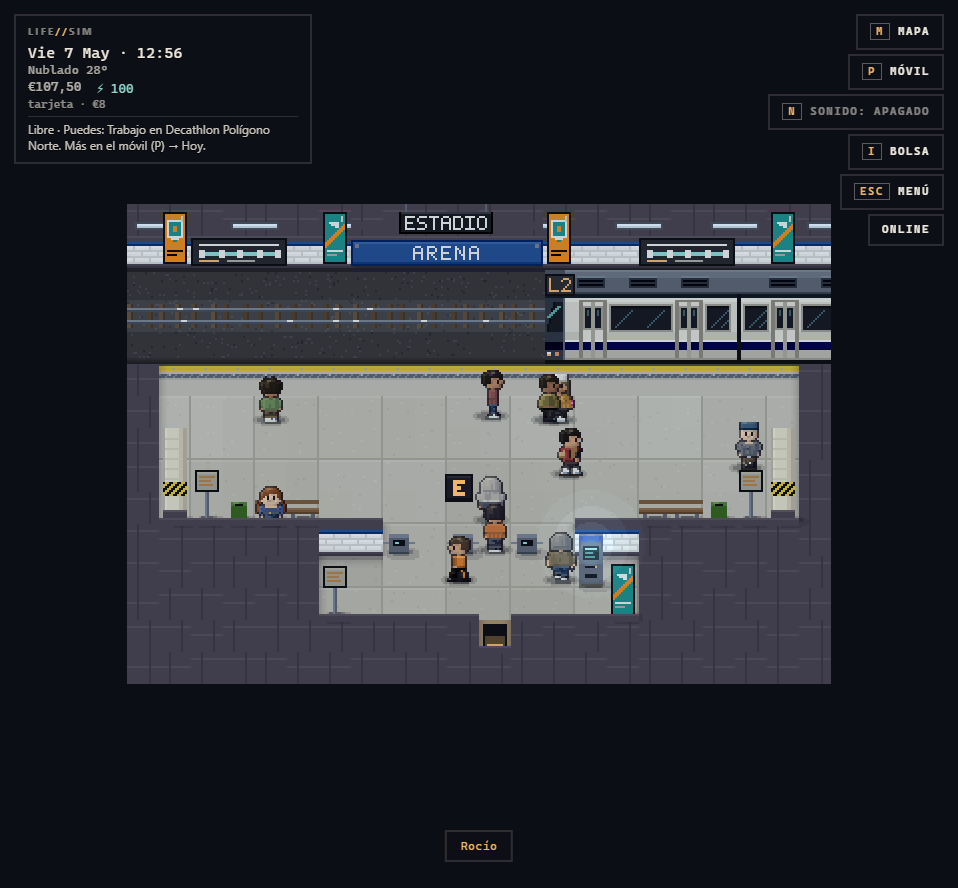 LIFE//SIM
Vie 7 May · 12:56
Nublado 28º
€107,50 ⚡ 100
tarjeta · €8
Libre · Puedes: Trabajo en Decathlon Polígono
Norte. Más en el móvil (P) → Hoy.
M MAPA
P MÓVIL
N SONIDO: APAGADO
I BOLSA
ESC MENÚ
ONLINE
ESTADIO
ARENA
L2
E
Rocío